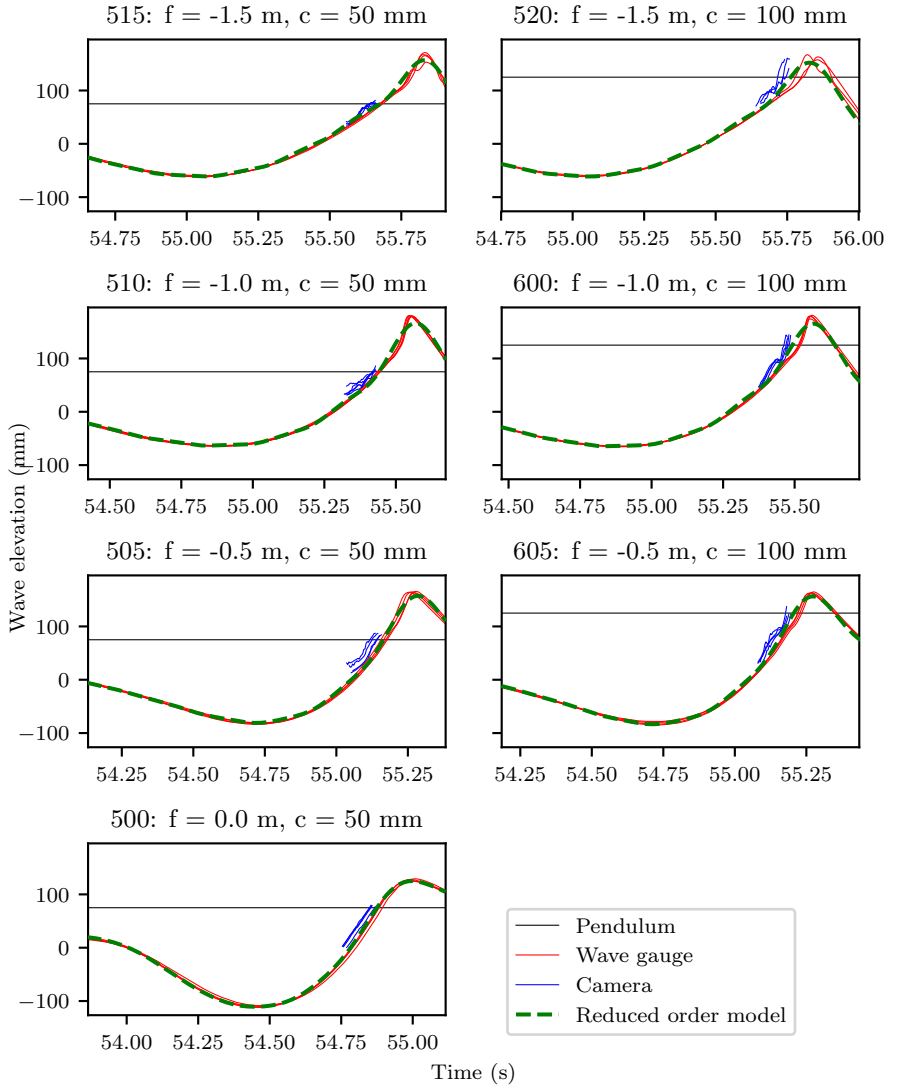 515: f = -1.5 m, c = 50 mm
520: f = -1.5 m, c = 100 mm
100
0
−100
54.75 55.00 55.25 55.50 55.75
54.75 55.00 55.25 55.50 55.75 56.00
510: f = -1.0 m, c = 50 mm
600: f = -1.0 m, c = 100 mm
100
0
−100
54.50 54.75 55.00 55.25 55.50
54.50 54.75 55.00 55.25 55.50
505: f = -0.5 m, c = 50 mm
605: f = -0.5 m, c = 100 mm
100
0
−100
54.25 54.50 54.75 55.00 55.25
54.25 54.50 54.75 55.00 55.25
500: f = 0.0 m, c = 50 mm
100
0
−100
54.00 54.25 54.50 54.75 55.00
Wave elevation (mm)
Time (s)
Pendulum
Wave gauge
Camera
Reduced order model